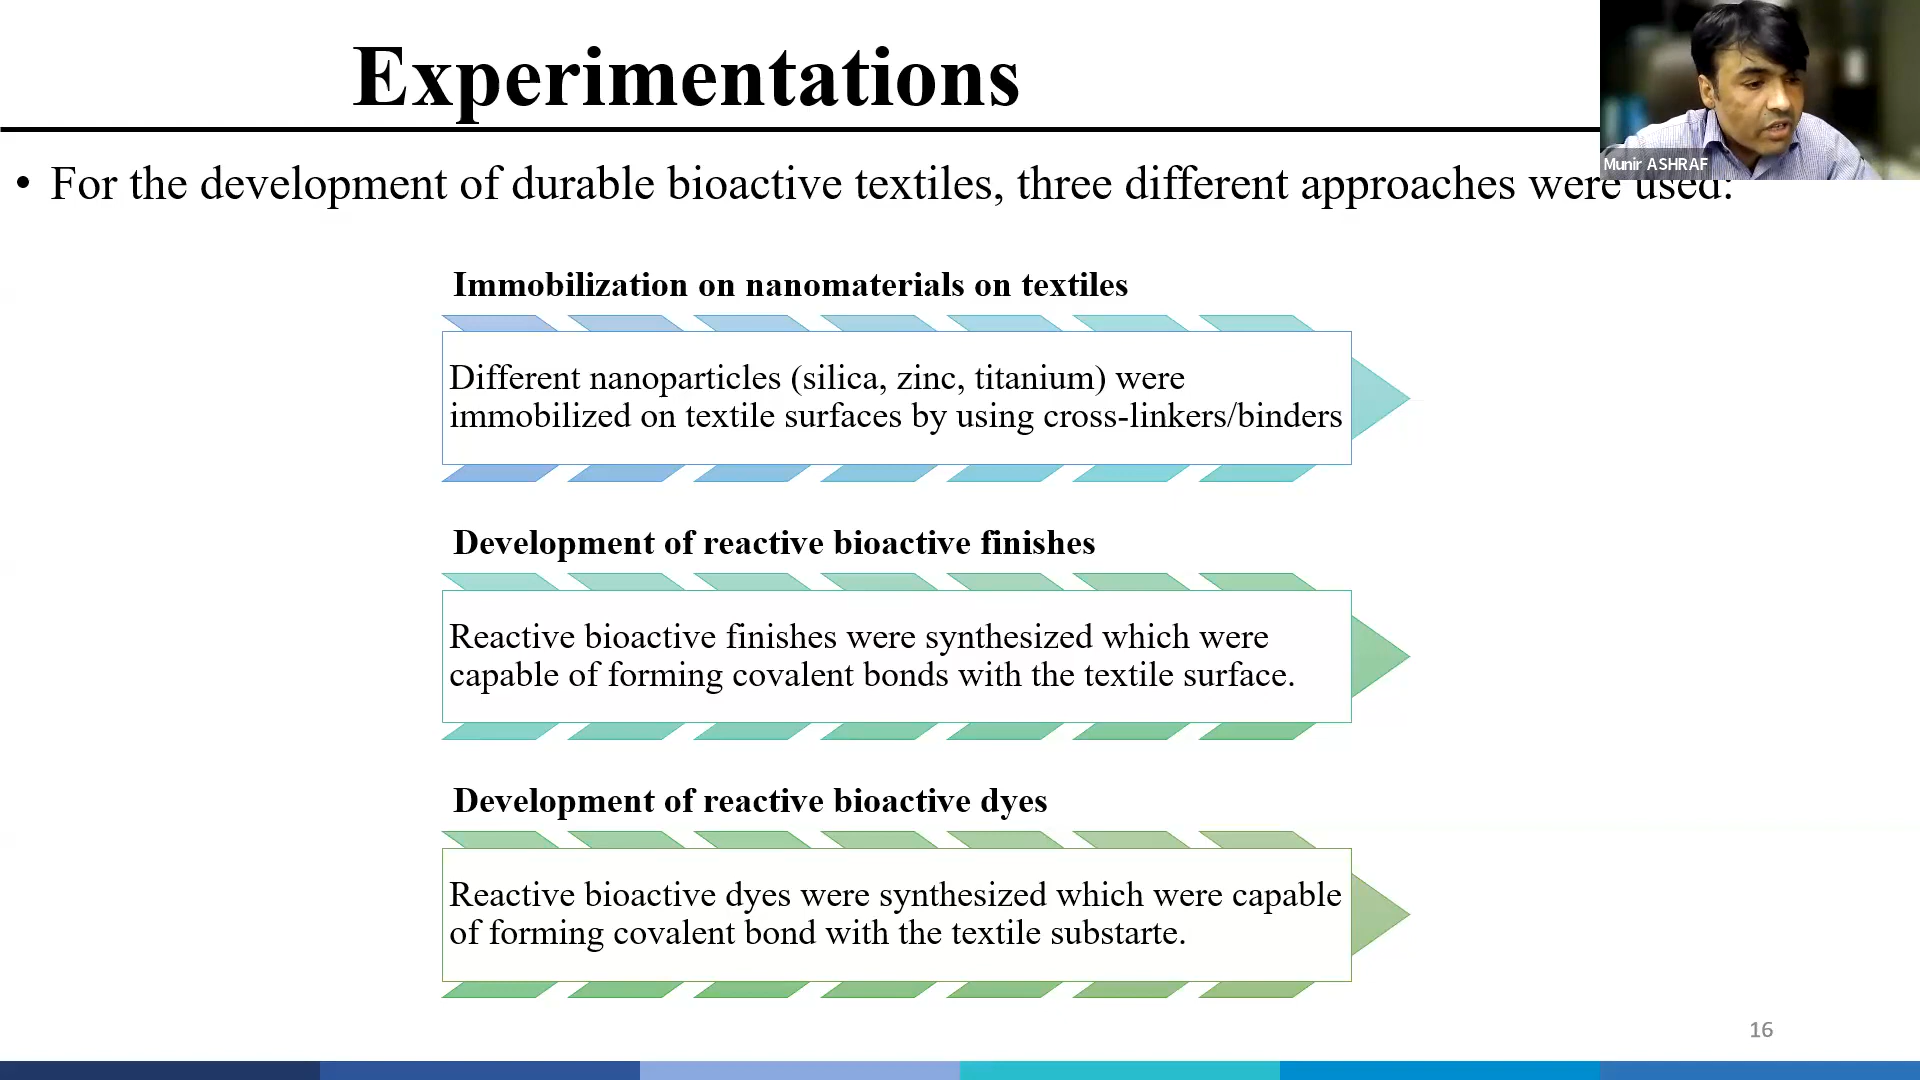 Experimentations
Munir ASHRAF
• For the development of durable bioactive textiles, three different approaches were used:
Immobilization on nanomaterials on textiles
Different nanoparticles (silica, zinc, titanium) were
immobilized on textile surfaces by using cross-linkers/binders
Development of reactive bioactive finishes
Reactive bioactive finishes were synthesized which were
capable of forming covalent bonds with the textile surface.
Development of reactive bioactive dyes
Reactive bioactive dyes were synthesized which were capable
of forming covalent bond with the textile substarte.
16